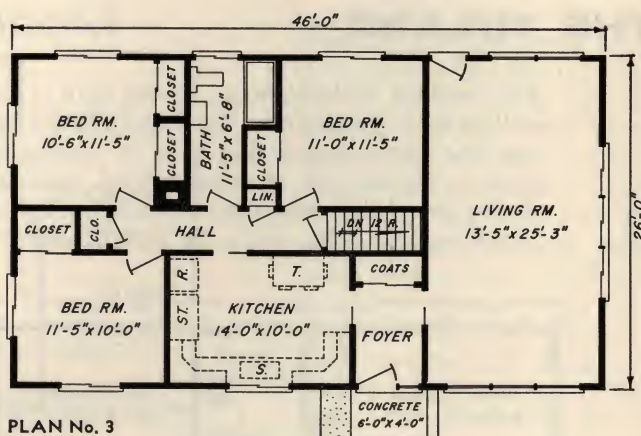 46'-0"
CLOSET
BED RM.
10'-6"x11'-5"
CLOSET
BATH
11'-5"x6'-8"
CLOSET
BED RM.
11'-0"x11'-5"
LIN.
LIVING RM.
13'-5"x25'-3"
26'-0"
CLOSET
CLO.
HALL
DN 12 R.
R.
T.
COATS
BED RM.
11'-5"x10'-0"
ST.
KITCHEN
14'-0"x10'-0"
FOYER
S.
PLAN No. 3
CONCRETE
6'-0"x4'-0"